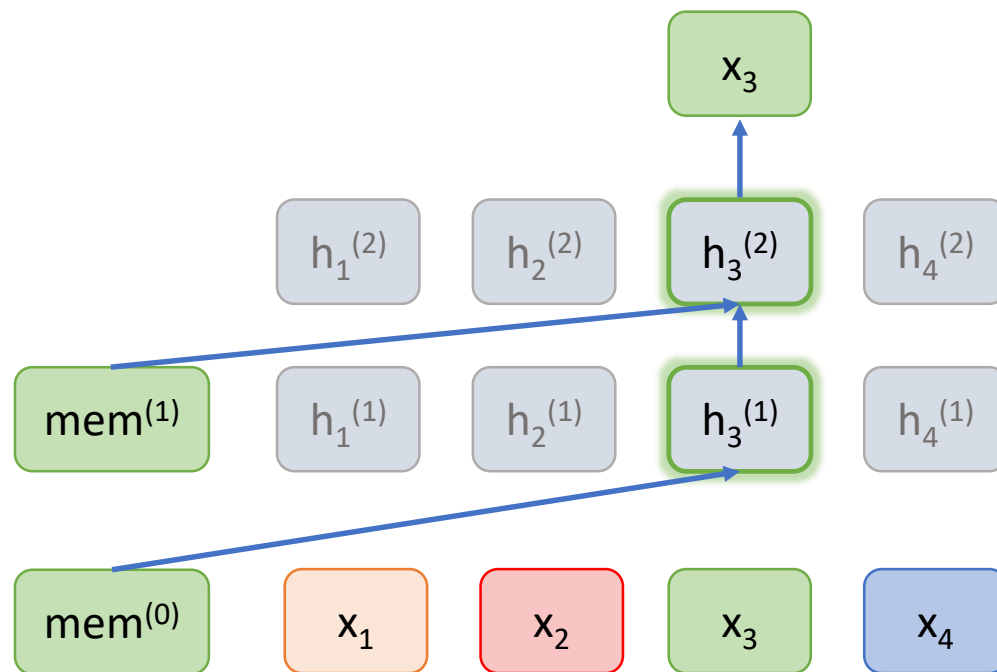 x₃
h₁⁽²⁾ h₂⁽²⁾ h₃⁽²⁾ h₄⁽²⁾
mem⁽¹⁾ h₁⁽¹⁾ h₂⁽¹⁾ h₃⁽¹⁾ h₄⁽¹⁾
mem⁽⁰⁾ x₁ x₂ x₃ x₄